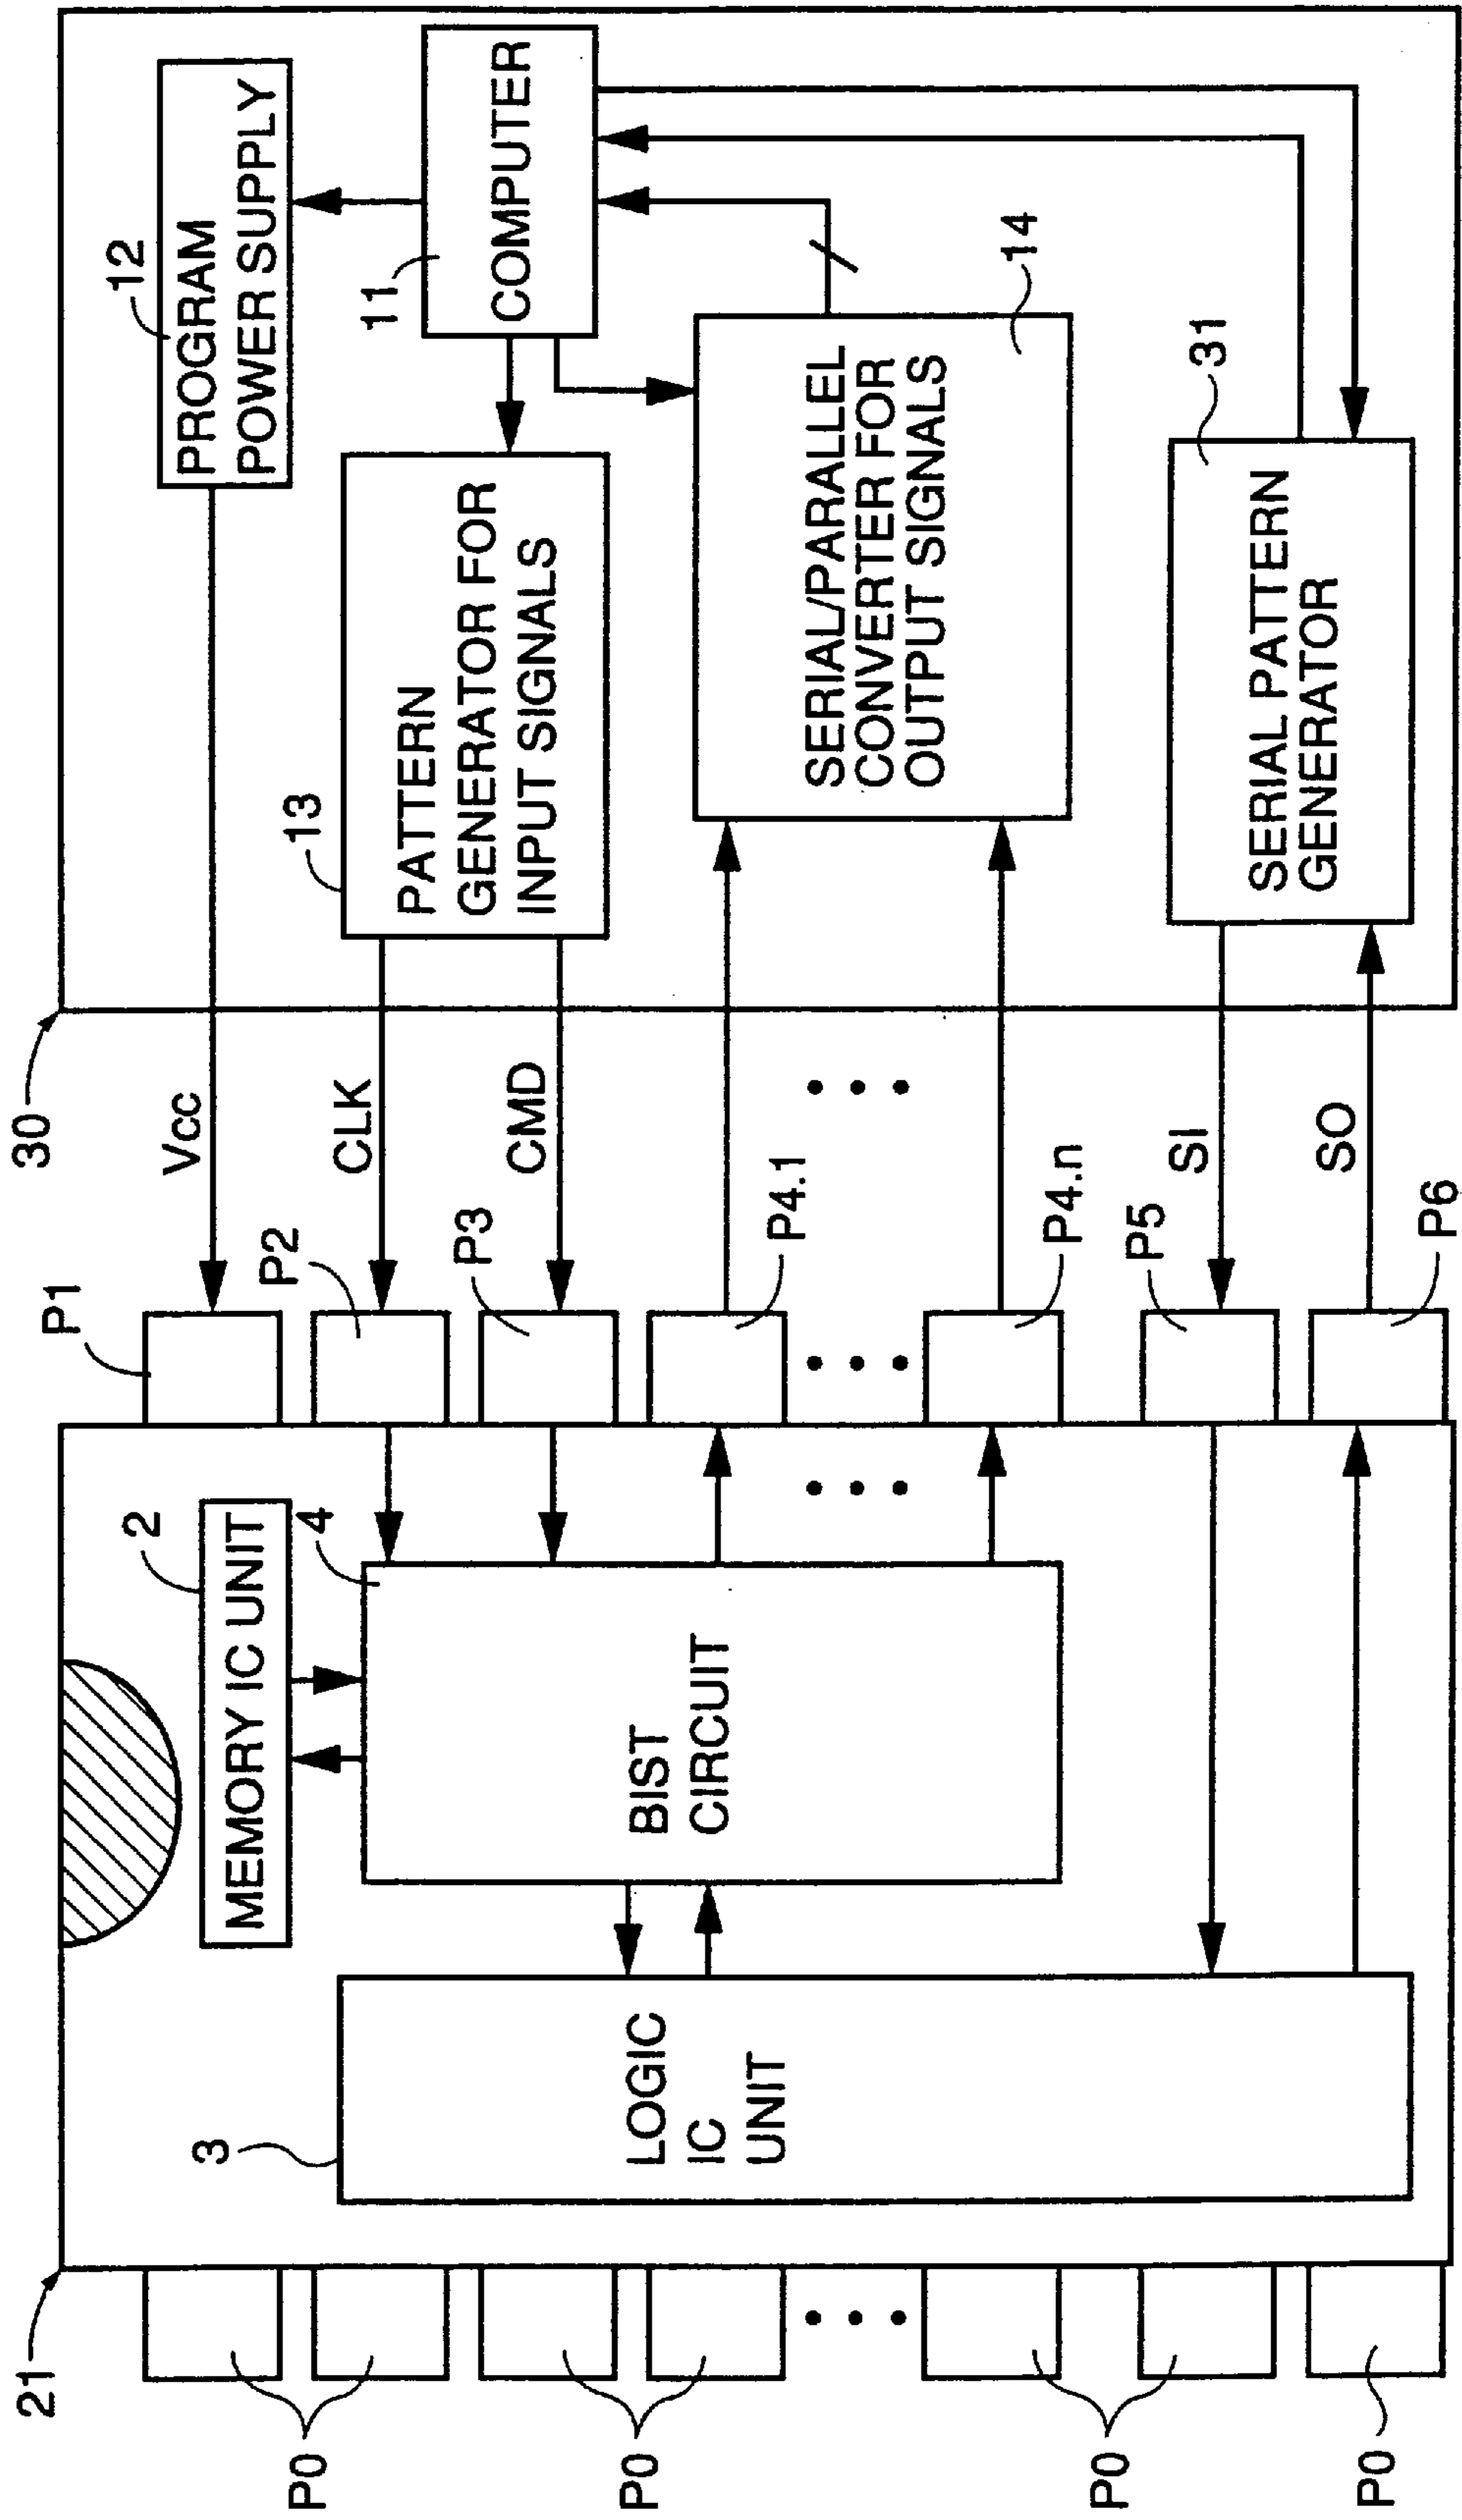 21
30
P0
P0
P0
P0
3
LOGIC
IC
UNIT
2
MEMORY IC UNIT
4
BIST
CIRCUIT
P1
P2
P3
P4.1
P4.n
P5
P6
Vcc
CLK
CMD
SI
SO
12
PROGRAM
POWER SUPPLY
11
COMPUTER
13
PATTERN
GENERATOR FOR
INPUT SIGNALS
14
SERIAL/PARALLEL
CONVERTER FOR
OUTPUT SIGNALS
31
SERIAL PATTERN
GENERATOR